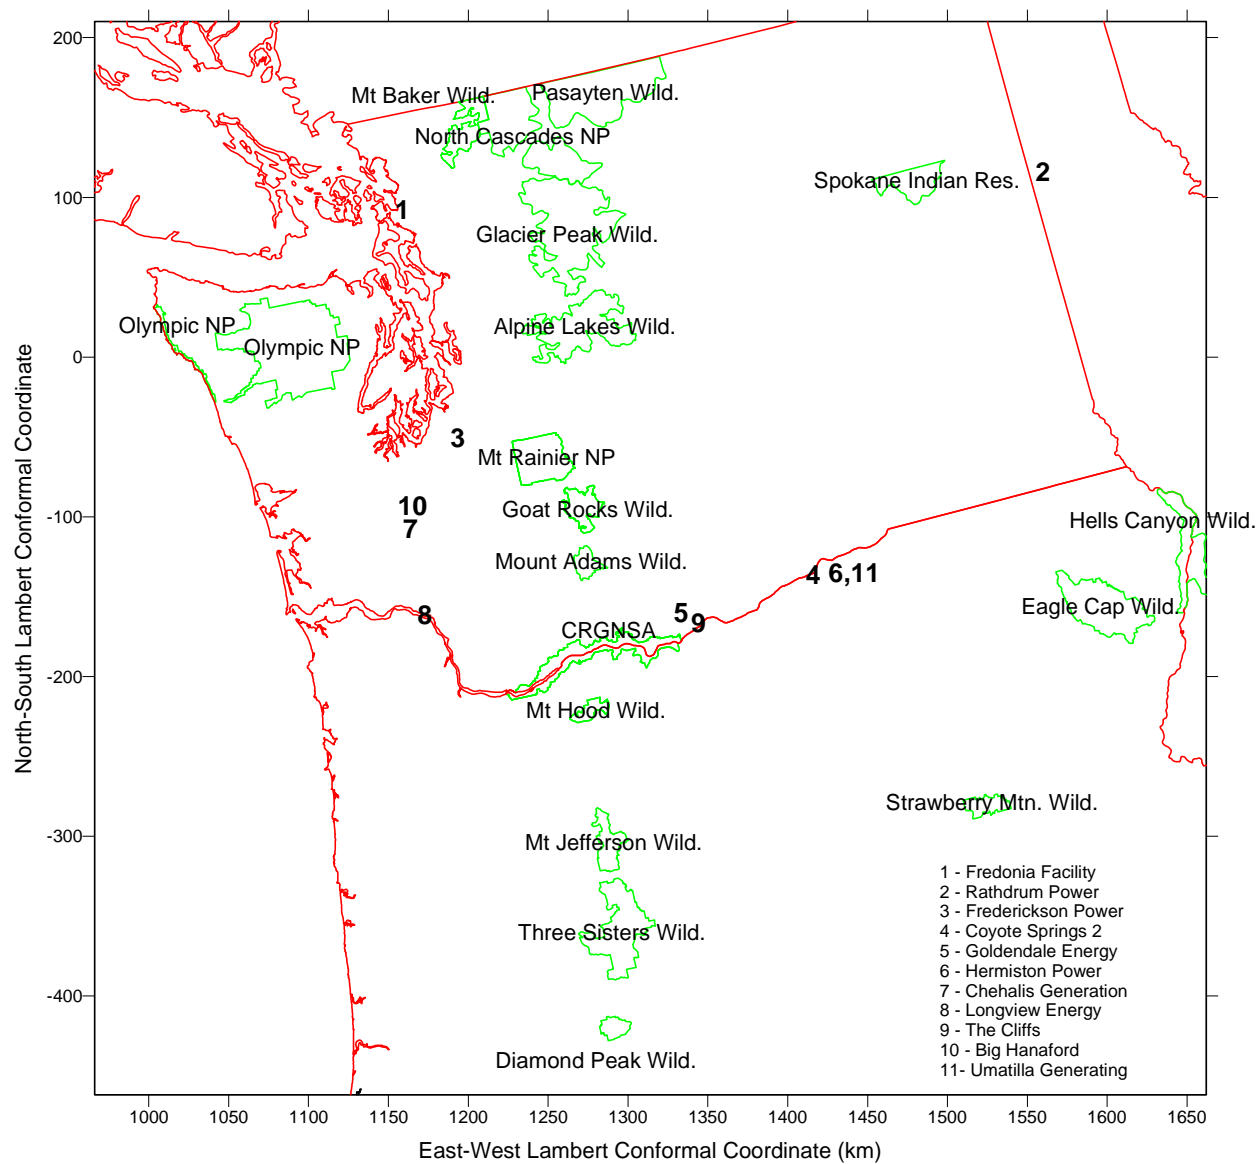 200
100
0
-100
-200
-300
-400
North-South Lambert Conformal Coordinate
Mt Baker Wild.
Pasayten Wild.
North Cascades NP
Spokane Indian Res.
2
1
Glacier Peak Wild.
Olympic NP
Alpine Lakes Wild.
Olympic NP
3
Mt Rainier NP
10
Goat Rocks Wild.
Hells Canyon Wild.
7
Mount Adams Wild.
4 6,11
Eagle Cap Wild.
8
5
9
CRGNSA
Mt Hood Wild.
Strawberry Mtn. Wild.
Mt Jefferson Wild.
Three Sisters Wild.
Diamond Peak Wild.
1 - Fredonia Facility
2 - Rathdrum Power
3 - Frederickson Power
4 - Coyote Springs 2
5 - Goldendale Energy
6 - Hermiston Power
7 - Chehalis Generation
8 - Longview Energy
9 - The Cliffs
10 - Big Hanaford
11- Umatilla Generating
1000 1050 1100 1150 1200 1250 1300 1350 1400 1450 1500 1550 1600 1650
East-West Lambert Conformal Coordinate (km)